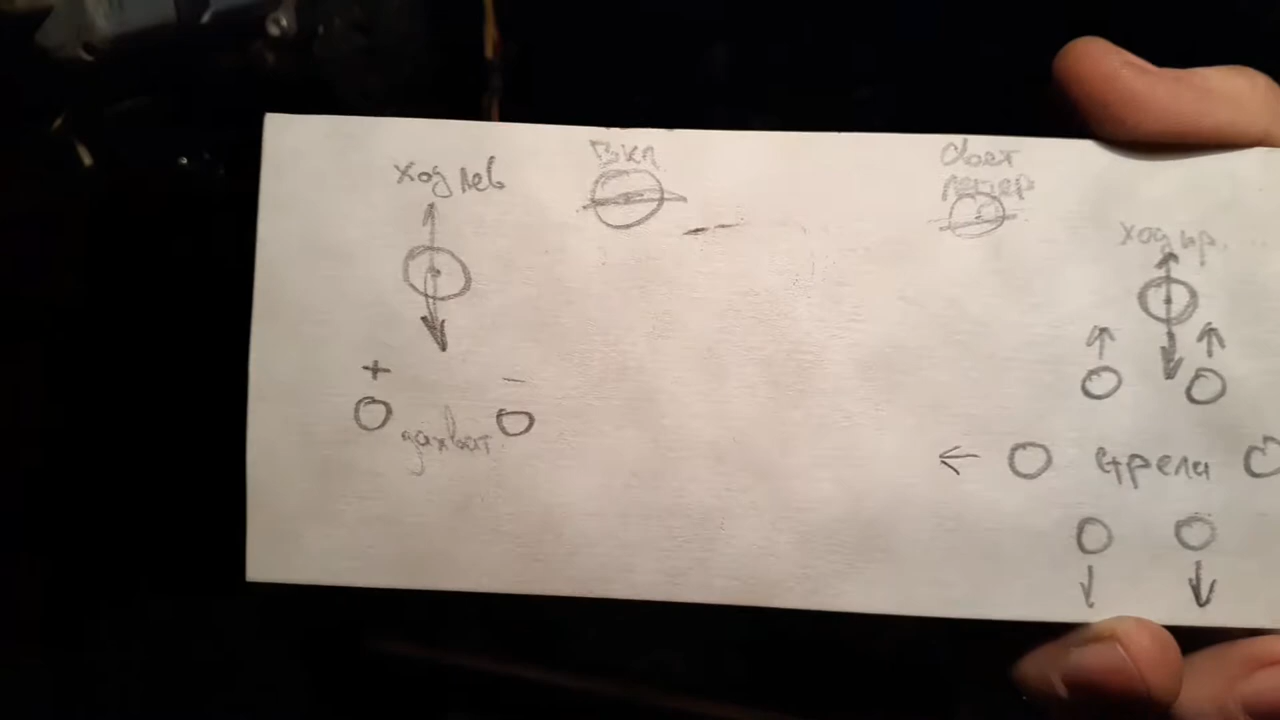 ход лев
Вкл
Свет
лазер
ход пр.
+ -
захват
стрела